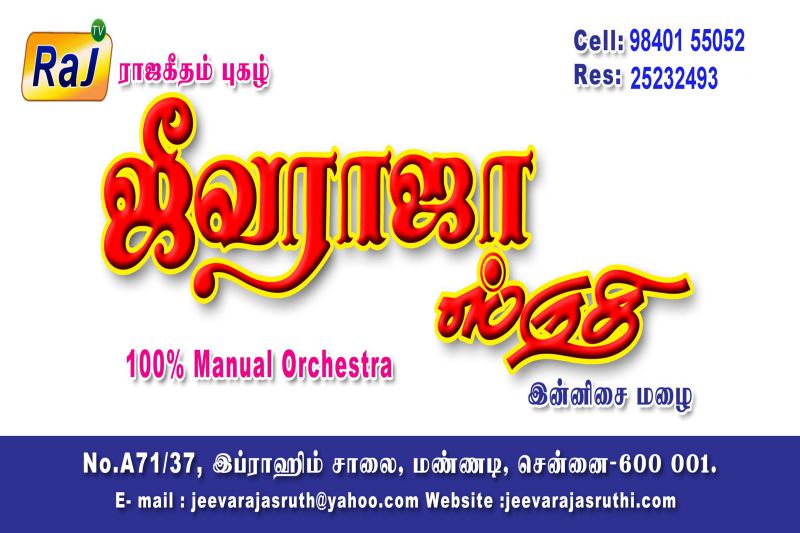 RaJ TV
Cell: 98401 55052
ராஜகீதம் புகழ்
Res: 25232493
ஜீவராஜா
ஸ்ருதி
100% Manual Orchestra
இன்னிசை மழை
No.A71/37, இப்ராஹிம் சாலை, மண்ணடி, சென்னை-600 001.
E- mail : jeevarajasruth@yahoo.com Website :jeevarajasruthi.com